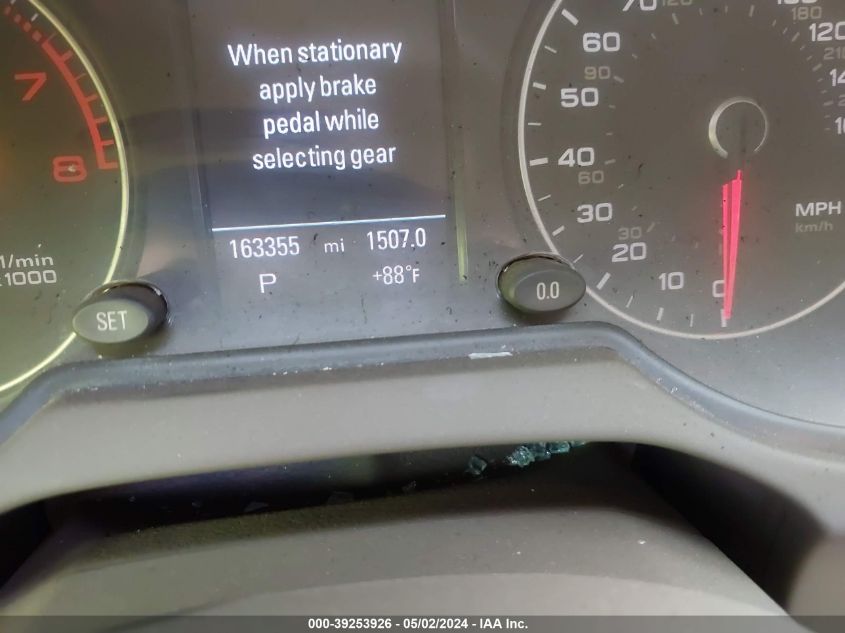 When stationary
apply brake
pedal while
selecting gear
163355 mi 1507.0
P +88°F
SET
0.0
7
8
1/min
1000
0
10
20
30
40
50
60
70
30
60
90
120
180
120
MPH
km/h
000-39253926 - 05/02/2024 - IAA Inc.